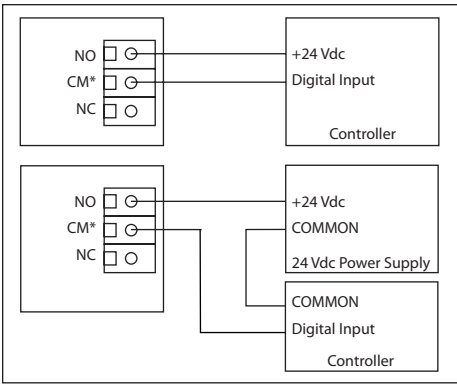 NO
CM*
NC
+24 Vdc
Digital Input
Controller
NO
CM*
NC
+24 Vdc
COMMON
24 Vdc Power Supply
COMMON
Digital Input
Controller